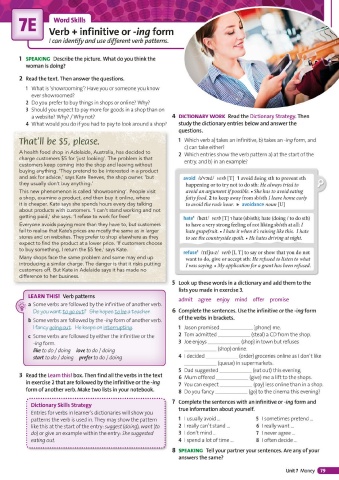 7E
Word Skills
Verb + infinitive or -ing form
I can identify and use different verb patterns.
1 SPEAKING Describe the picture. What do you think the
woman is doing?
2 Read the text. Then answer the questions.
1 What is 'showrooming'? Have you or someone you know
ever showroomed?
2 Do you prefer to buy things in shops or online? Why?
3 Should you expect to pay more for goods in a shop than on
a website? Why? / Why not?
4 What would you do if you had to pay to look around a shop?
That'll be $5, please.
A health food shop in Adelaide, Australia, has decided to
charge customers $5 for 'just looking'. The problem is that
customers keep coming into the shop and leaving without
buying anything. 'They pretend to be interested in a product
and ask for advice,' says Kate Reeves, the shop owner, 'but
they usually don't buy anything.'
This new phenomenon is called 'showrooming'. People visit
a shop, examine a product, and then buy it online, where
it is cheaper. Kate says she spends hours every day talking
about products with customers. 'I can't stand working and not
getting paid,' she says. 'I refuse to work for free!'
Everyone avoids paying more than they have to, but customers
fail to realise that Kate's prices are mostly the same as in larger
stores and on websites. They prefer to shop elsewhere as they
expect to find the product at a lower price. 'If customers choose
to buy something, I return the $5 fee,' says Kate.
Many shops face the same problem and some may end up
introducing a similar charge. The danger is that it risks putting
customers off. But Kate in Adelaide says it has made no
difference to her business.
LEARN THIS! Verb patterns
a Some verbs are followed by the infinitive of another verb.
Do you want to go out? She hopes to be a teacher.
b Some verbs are followed by the -ing form of another verb.
I fancy going out. He keeps on interrupting.
c Some verbs are followed by either the infinitive or the
-ing form.
like to do / doing love to do / doing
start to do / doing prefer to do / doing
3 Read the Learn this! box. Then find all the verbs in the text
in exercise 2 that are followed by the infinitive or the -ing
form of another verb. Make two lists in your notebook.
Dictionary Skills Strategy
Entries for verbs in learner's dictionaries will show you
patterns the verb is used in. They may show the pattern
like this at the start of the entry: suggest (doing), want (to
do) or give an example within the entry: She suggested
eating out.
4 DICTIONARY WORK Read the Dictionary Strategy. Then
study the dictionary entries below and answer the
questions.
1 Which verb a) takes an infinitive, b) takes an -ing form, and
c) can take either?
2 Which entries show the verb pattern a) at the start of the
entry, and b) in an example?
verb [T] 1 avoid doing sth to prevent sth
happening or to try not to do sth: He always tried to
avoid an argument if possible. • She has to avoid eating
fatty food. 2 to keep away from sb/sth: I leave home early
to avoid the rush hour. ► avoidance noun [U]
verb [T] (hate (sb/sth); hate (doing / to do sth)
to have a very strong feeling of not liking sb/sth at all: I
hate grapefruit. • I hate it when it's raining like this. I hate
to see the countryside spoilt. • He hates driving at night.
verb [I, T] to say or show that you do not
want to do, give or accept sth: He refused to listen to what
I was saying. • My application for a grant has been refused.
5 Look up these words in a dictionary and add them to the
lists you made in exercise 3.
admit agree enjoy mind offer promise
6 Complete the sentences. Use the infinitive or the -ing form
of the verbs in brackets.
1 Jason promised (phone) me.
2 Tom admitted (steal) a CD from the shop.
3 Joe enjoys (shop) in town but refuses
(shop) online.
4 I decided (order) groceries online as I don't like
(queue) in supermarkets.
5 Dad suggested (eat out) this evening.
6 Mum offered (give) me a lift to the shops.
7 You can expect (pay) less online than in a shop.
8 Do you fancy (go) to the cinema this evening?
7 Complete the sentences with an infinitive or -ing form and
true information about yourself.
1 I usually avoid ...
2 I really can't stand ...
3 I don't mind ...
4 I spend a lot of time ...
5 I sometimes pretend ...
6 I really want ...
7 I never agree ...
8 I often decide ...
8 SPEAKING Tell your partner your sentences. Are any of your
answers the same?
Unit 7 Money 79